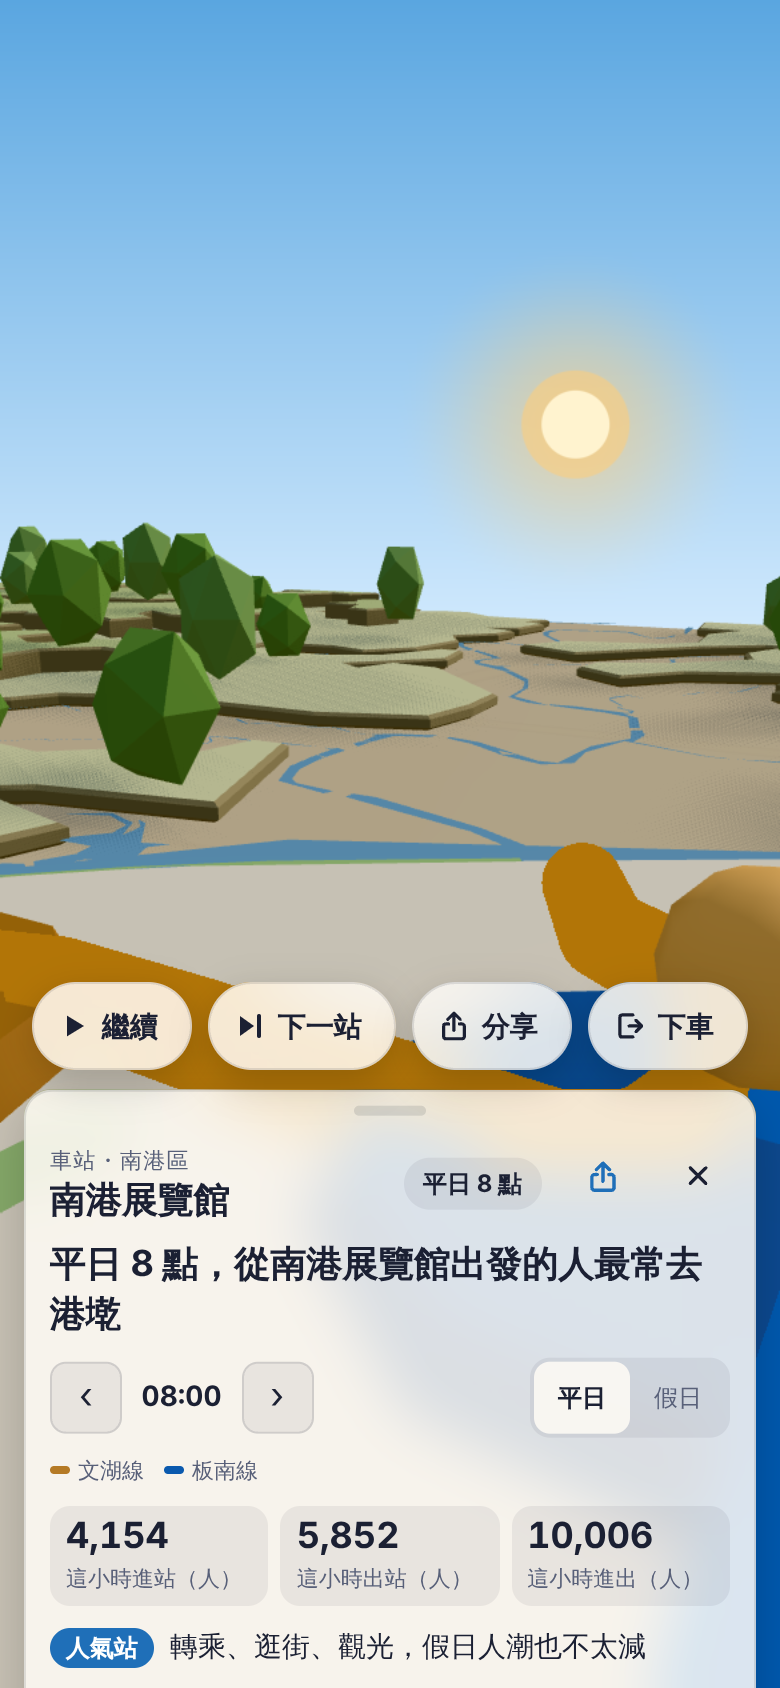 繼續
下一站
分享
下車
車站・南港區
南港展覽館
平日 8 點
平日 8 點，從南港展覽館出發的人最常去
港墘
08:00
平日
假日
文湖線
板南線
4,154
這小時進站（人）
5,852
這小時出站（人）
10,006
這小時進出（人）
人氣站
轉乘、逛街、觀光，假日人潮也不太減